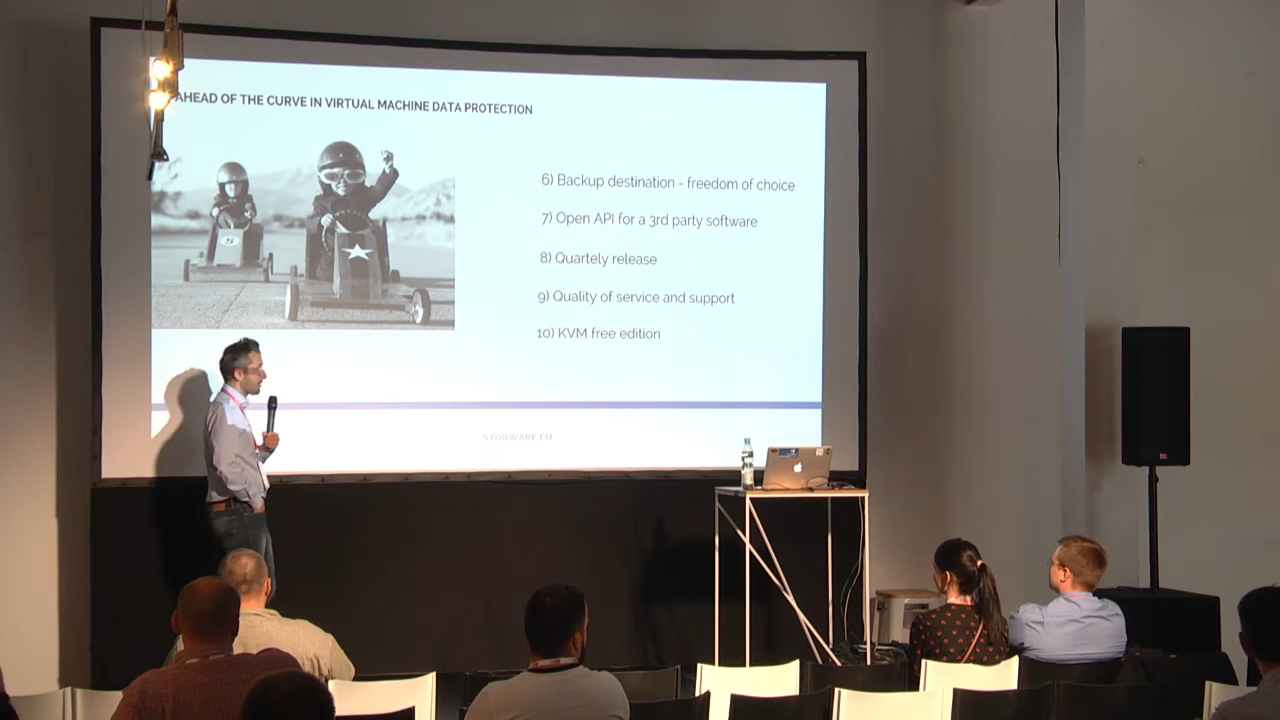 AHEAD OF THE CURVE IN VIRTUAL MACHINE DATA PROTECTION
6) Backup destination - freedom of choice
7) Open API for a 3rd party software
8) Quartely release
9) Quality of service and support
10) KVM free edition
5
STORWARE.EU